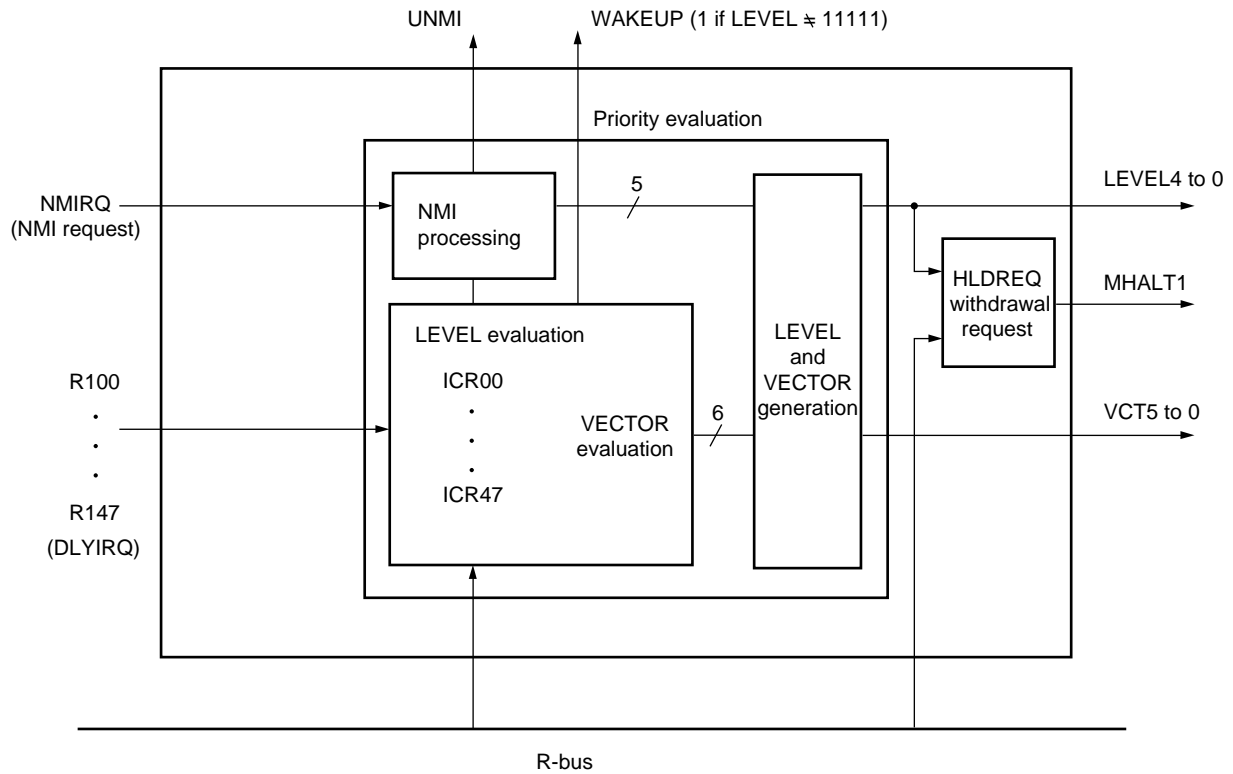 UNMI
WAKEUP (1 if LEVEL ≠ 11111)
Priority evaluation
NMIRQ
(NMI request)
NMI
processing
5
LEVEL4 to 0
HLDREQ
withdrawal
request
MHALT1
LEVEL evaluation
ICR00
.
.
.
ICR47
VECTOR
evaluation
6
LEVEL
and
VECTOR
generation
VCT5 to 0
R100
.
.
.
R147
(DLYIRQ)
R-bus